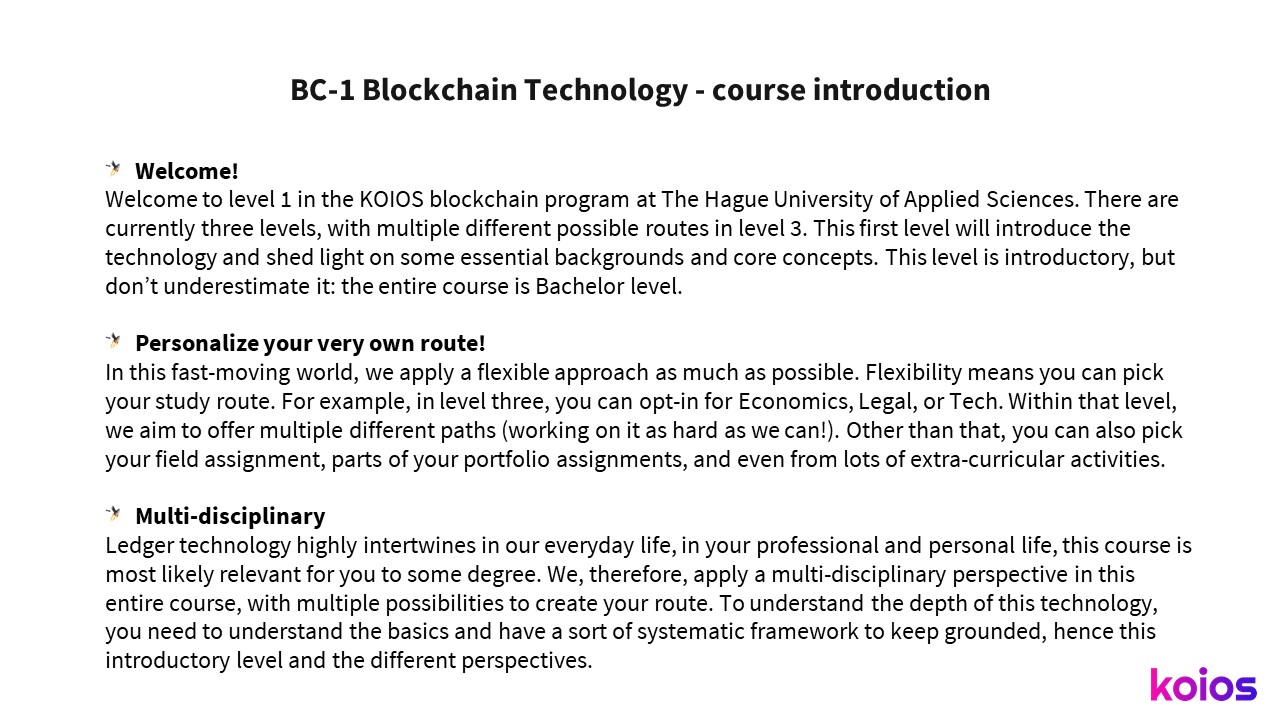 BC-1 Blockchain Technology - course introduction
Welcome!
Welcome to level 1 in the KOIOS blockchain program at The Hague University of Applied Sciences. There are
currently three levels, with multiple different possible routes in level 3. This first level will introduce the
technology and shed light on some essential backgrounds and core concepts. This level is introductory, but
don’t underestimate it: the entire course is Bachelor level.
Personalize your very own route!
In this fast-moving world, we apply a flexible approach as much as possible. Flexibility means you can pick
your study route. For example, in level three, you can opt-in for Economics, Legal, or Tech. Within that level,
we aim to offer multiple different paths (working on it as hard as we can!). Other than that, you can also pick
your field assignment, parts of your portfolio assignments, and even from lots of extra-curricular activities.
Multi-disciplinary
Ledger technology highly intertwines in our everyday life, in your professional and personal life, this course is
most likely relevant for you to some degree. We, therefore, apply a multi-disciplinary perspective in this
entire course, with multiple possibilities to create your route. To understand the depth of this technology,
you need to understand the basics and have a sort of systematic framework to keep grounded, hence this
introductory level and the different perspectives.
koios